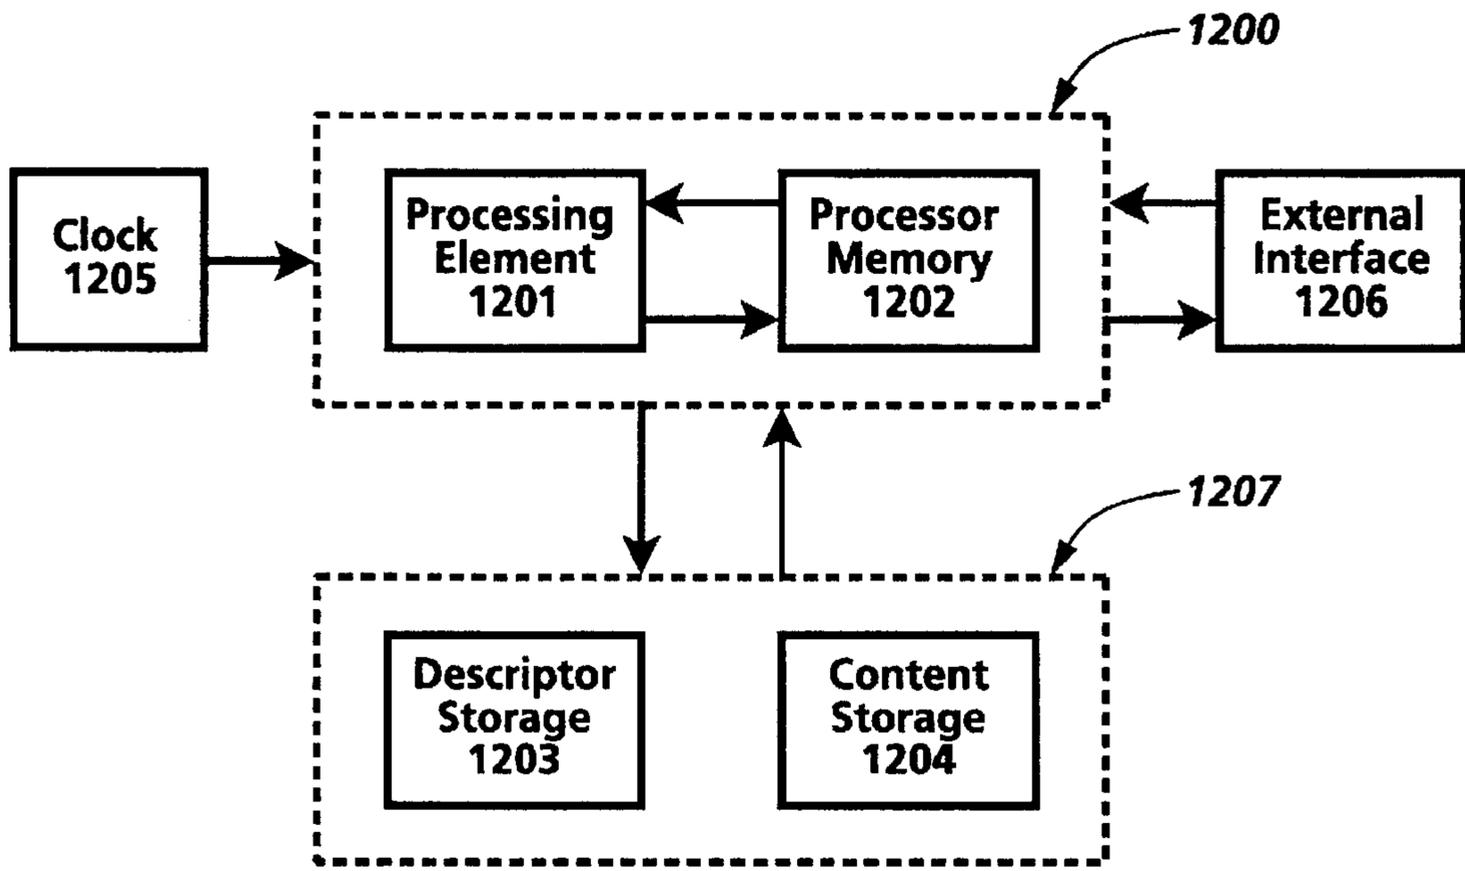 1200
Clock
1205
Processing
Element
1201
Processor
Memory
1202
External
Interface
1206
1207
Descriptor
Storage
1203
Content
Storage
1204